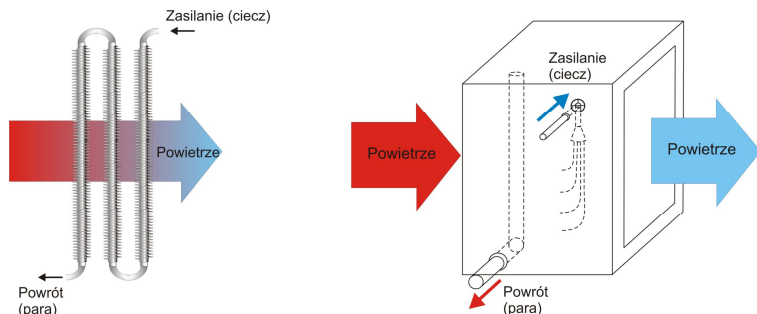 Zasilanie (ciecz)
Powietrze
Powrót
(para)
Zasilanie
(ciecz)
Powietrze
Powietrze
Powrót
(para)